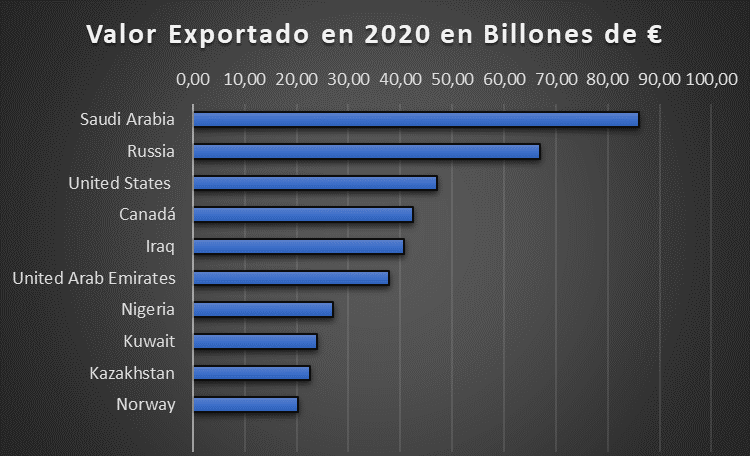 Valor Exportado en 2020 en Billones de €
0,00 10,00 20,00 30,00 40,00 50,00 60,00 70,00 80,00 90,00 100,00
Saudi Arabia
Russia
United States
Canadá
Iraq
United Arab Emirates
Nigeria
Kuwait
Kazakhstan
Norway